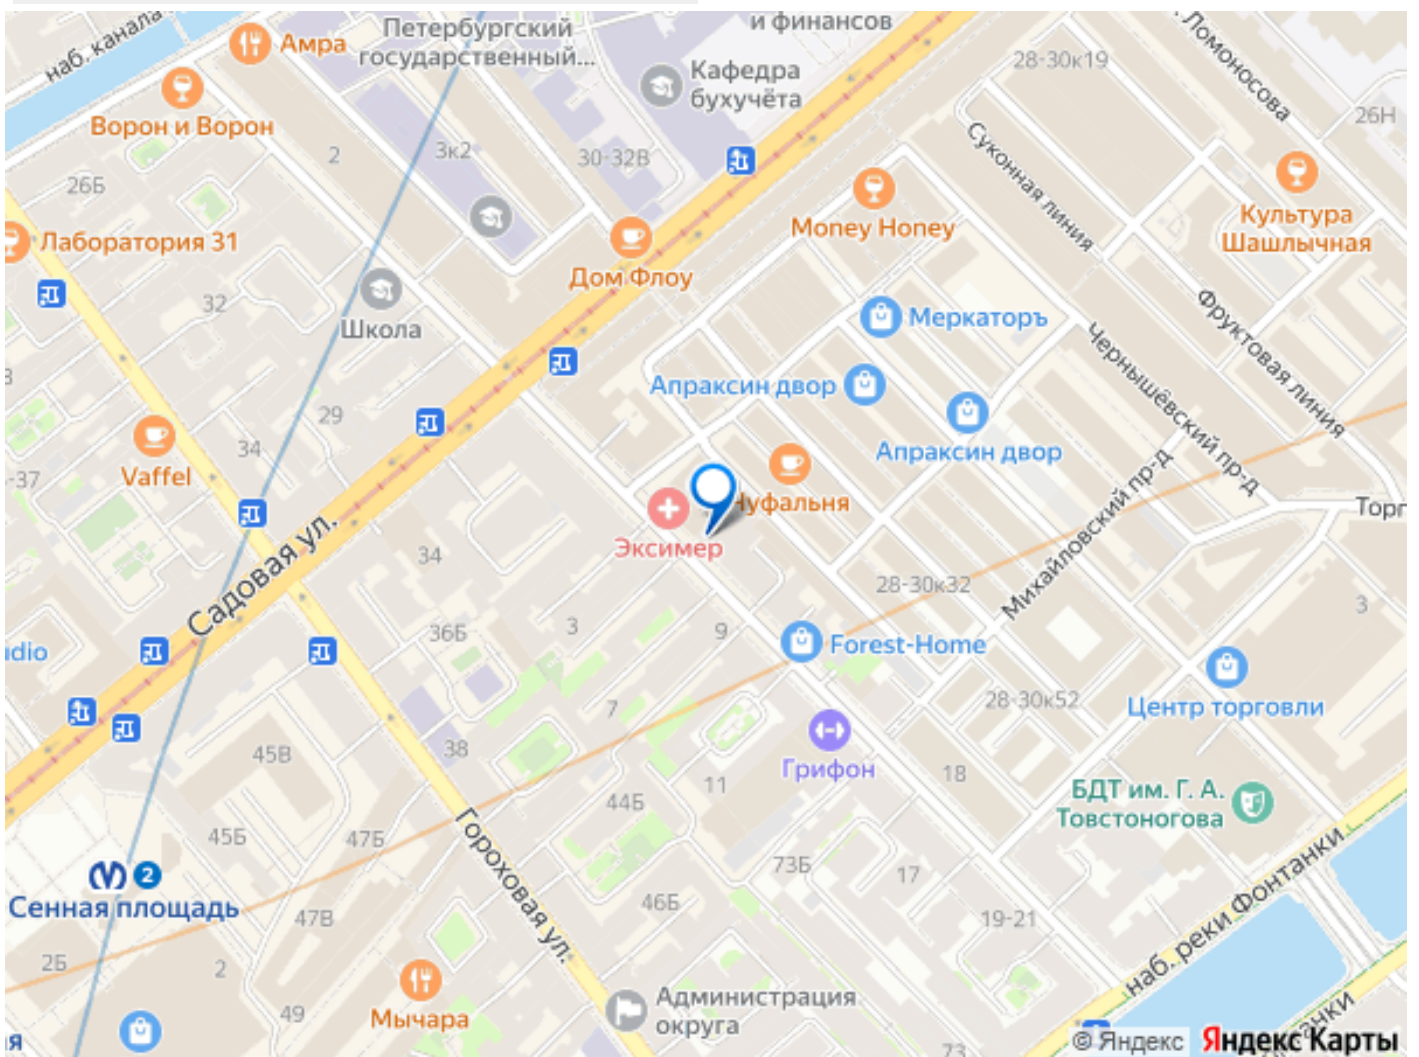 наб. канала
Амра
Петербургский
государственный...
и финансов
Кафедра
бухучёта
28-30к19
Ломоносова
26Н
Ворон и Ворон
2
3к2
30-32В
Суконная линия
26Б
Культура
Шашлычная
Money Honey
Лаборатория 31
Дом Флоу
32
Школа
Меркаторъ
Фруктовая линия
Чернышёвский пр-д
Апраксин двор
29
34
Апраксин двор
Vaffel
-37
Михайловский пр-д
Нуфальня
Торг
Эксимер
34
Садовая ул.
28-30к32
3
36Б
3
9
Forest-Home
dio
28-30к52
Центр торговли
7
38
45В
Грифон
18
11
БДТ им. Г. А.
Товстоногова
44Б
45Б
47Б
Гороховая ул.
73Б
17
2
Сенная площадь
46Б
47В
19-21
наб. реки Фонтанки
2Б
2
49
Мычара
Администрация
округа
73
я
анки
© Яндекс Яндекс Карты